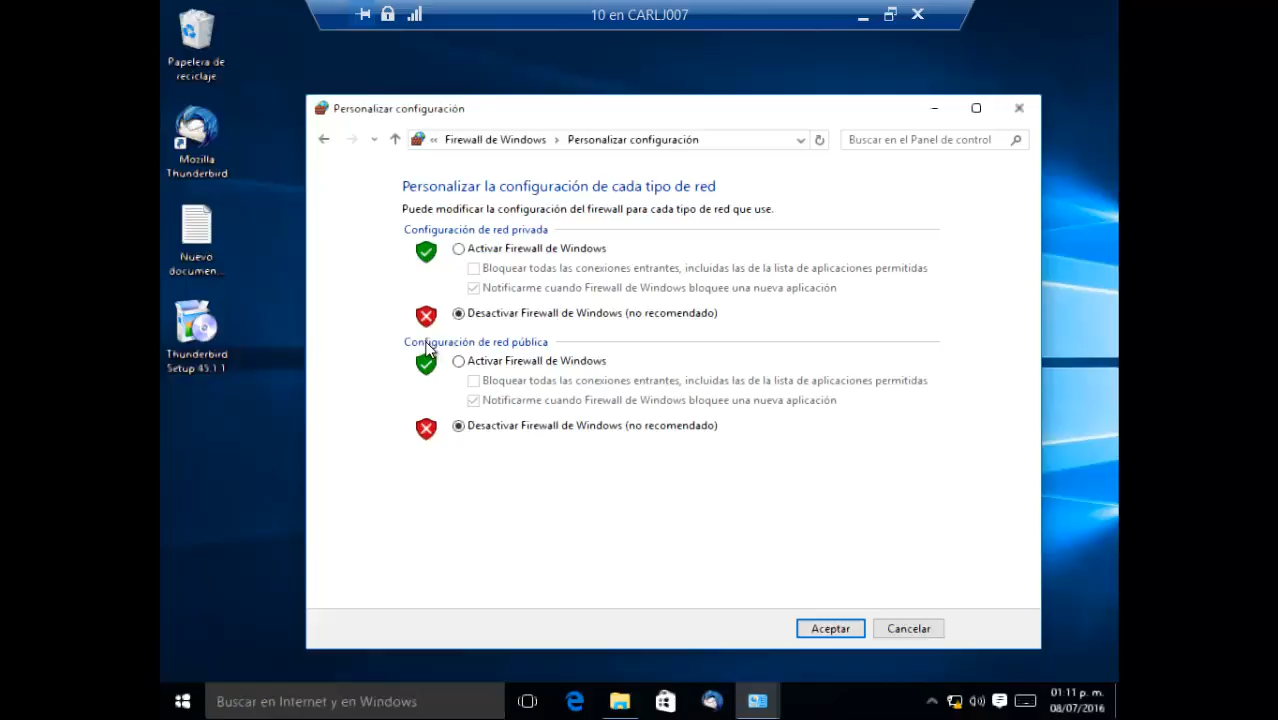 10 en CARLJ007
Papelera de
reciclaje
Mozilla
Thunderbird
Nuevo
documen...
Thunderbird
Setup 45.1.1
Personalizar configuración
« Firewall de Windows › Personalizar configuración
Buscar en el Panel de control
Personalizar la configuración de cada tipo de red
Puede modificar la configuración del firewall para cada tipo de red que use.
Configuración de red privada
Activar Firewall de Windows
Bloquear todas las conexiones entrantes, incluidas las de la lista de aplicaciones permitidas
Notificarme cuando Firewall de Windows bloquee una nueva aplicación
Desactivar Firewall de Windows (no recomendado)
Configuración de red pública
Activar Firewall de Windows
Bloquear todas las conexiones entrantes, incluidas las de la lista de aplicaciones permitidas
Notificarme cuando Firewall de Windows bloquee una nueva aplicación
Desactivar Firewall de Windows (no recomendado)
Aceptar
Cancelar
Buscar en Internet y en Windows
01:11 p. m.
08/07/2016